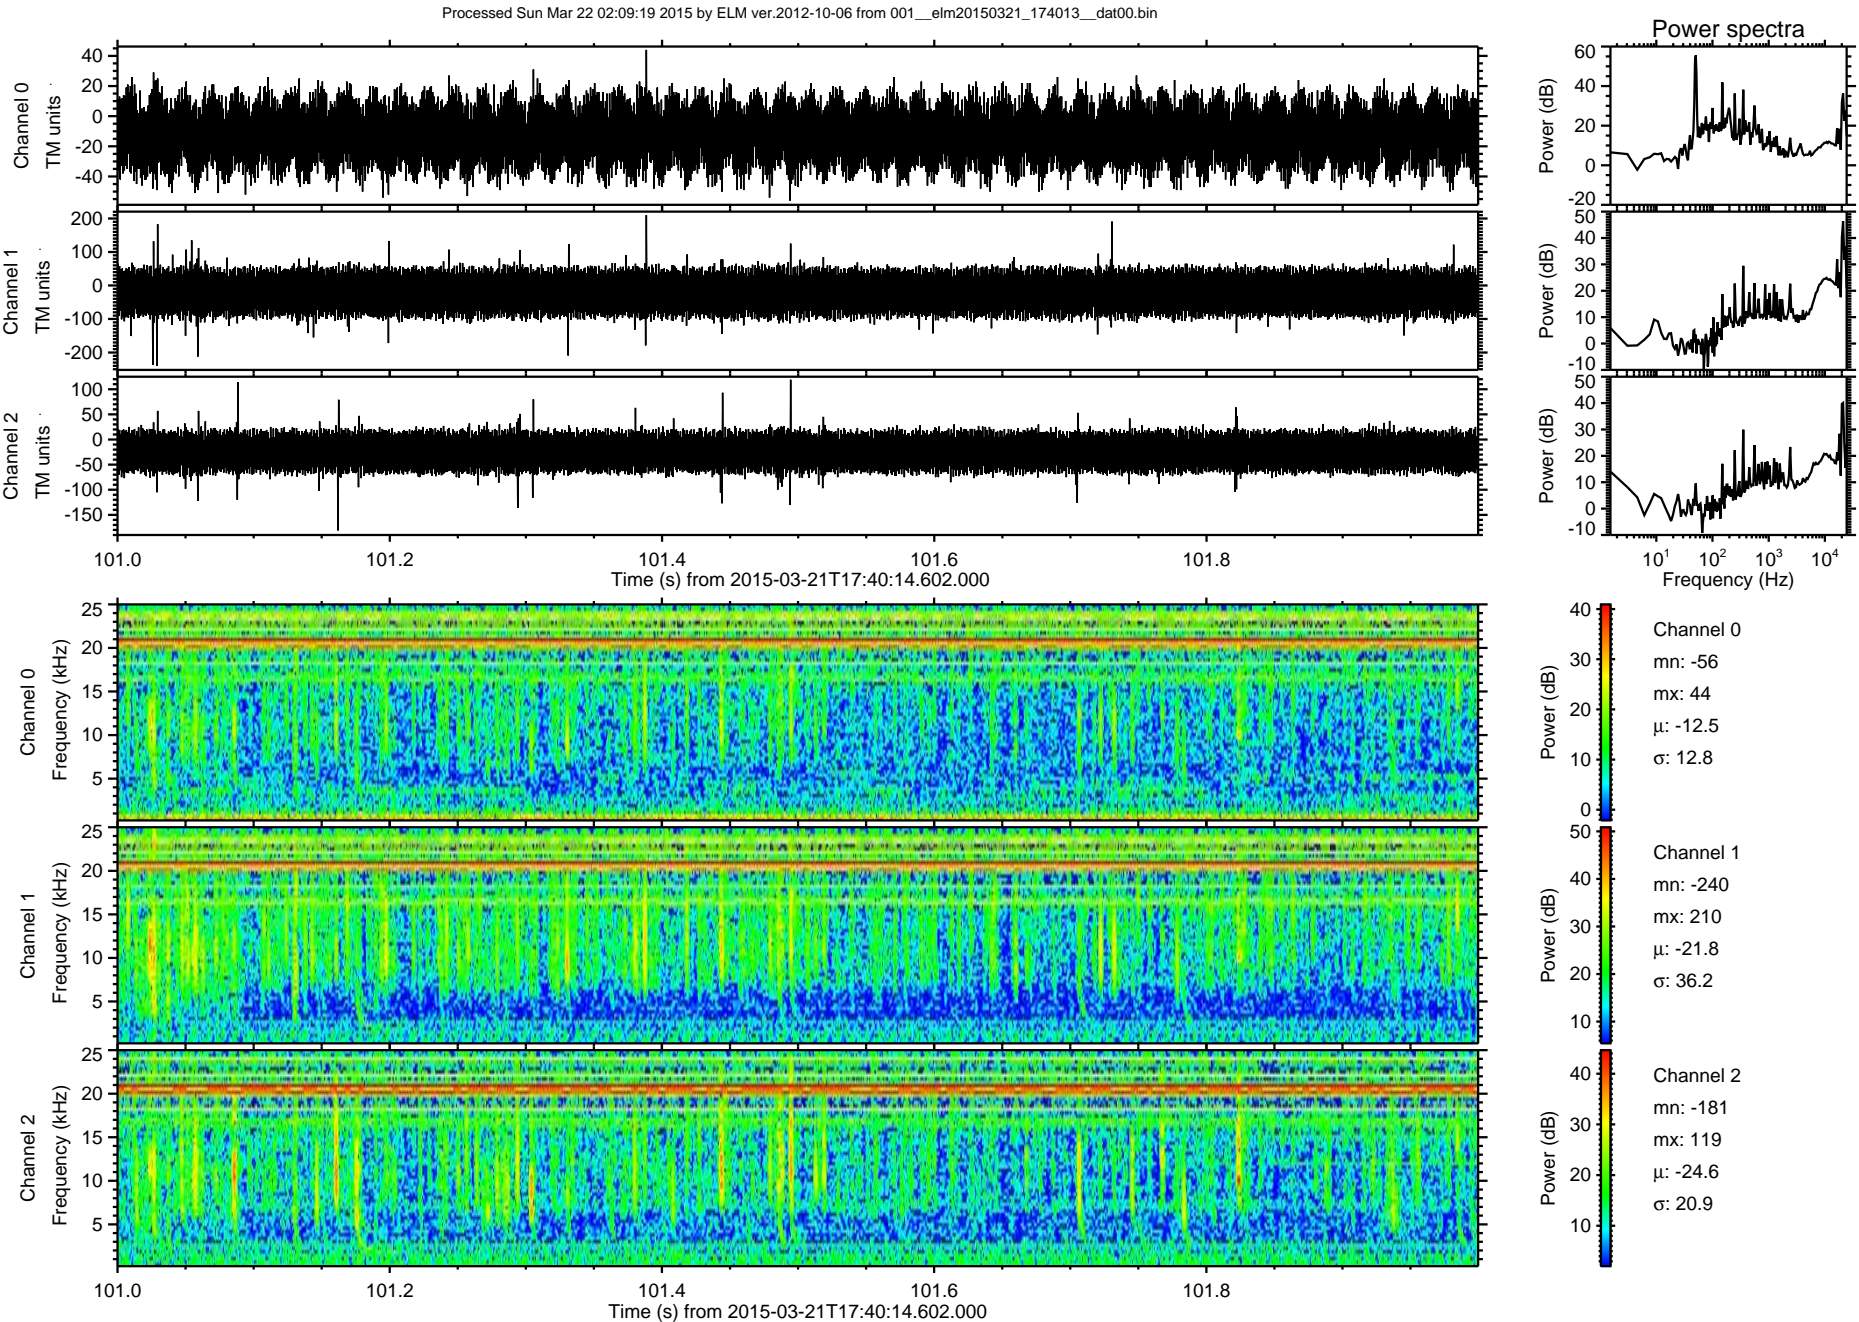 Processed Sun Mar 22 02:09:19 2015 by ELM ver.2012-10-06 from 001__elm20150321_174013__dat00.bin
Power spectra
Channel 0
TM units
40
20
0
-20
-40
Power (dB)
60
40
20
0
-20
Channel 1
TM units
200
100
0
-100
-200
Power (dB)
50
40
30
20
10
0
-10
Channel 2
TM units
100
50
0
-50
-100
-150
Power (dB)
50
40
30
20
10
0
-10
101.0 101.2 101.4 101.6 101.8
Time (s) from 2015-03-21T17:40:14.602.000
10¹ 10² 10³ 10⁴
Frequency (Hz)
Channel 0
Frequency (kHz)
25
20
15
10
5
Power (dB)
40
30
20
10
0
Channel 0
mn: -56
mx: 44
μ: -12.5
σ: 12.8
Channel 1
Frequency (kHz)
25
20
15
10
5
Power (dB)
50
40
30
20
10
Channel 1
mn: -240
mx: 210
μ: -21.8
σ: 36.2
Channel 2
Frequency (kHz)
25
20
15
10
5
Power (dB)
40
30
20
10
Channel 2
mn: -181
mx: 119
μ: -24.6
σ: 20.9
101.0 101.2 101.4 101.6 101.8
Time (s) from 2015-03-21T17:40:14.602.000